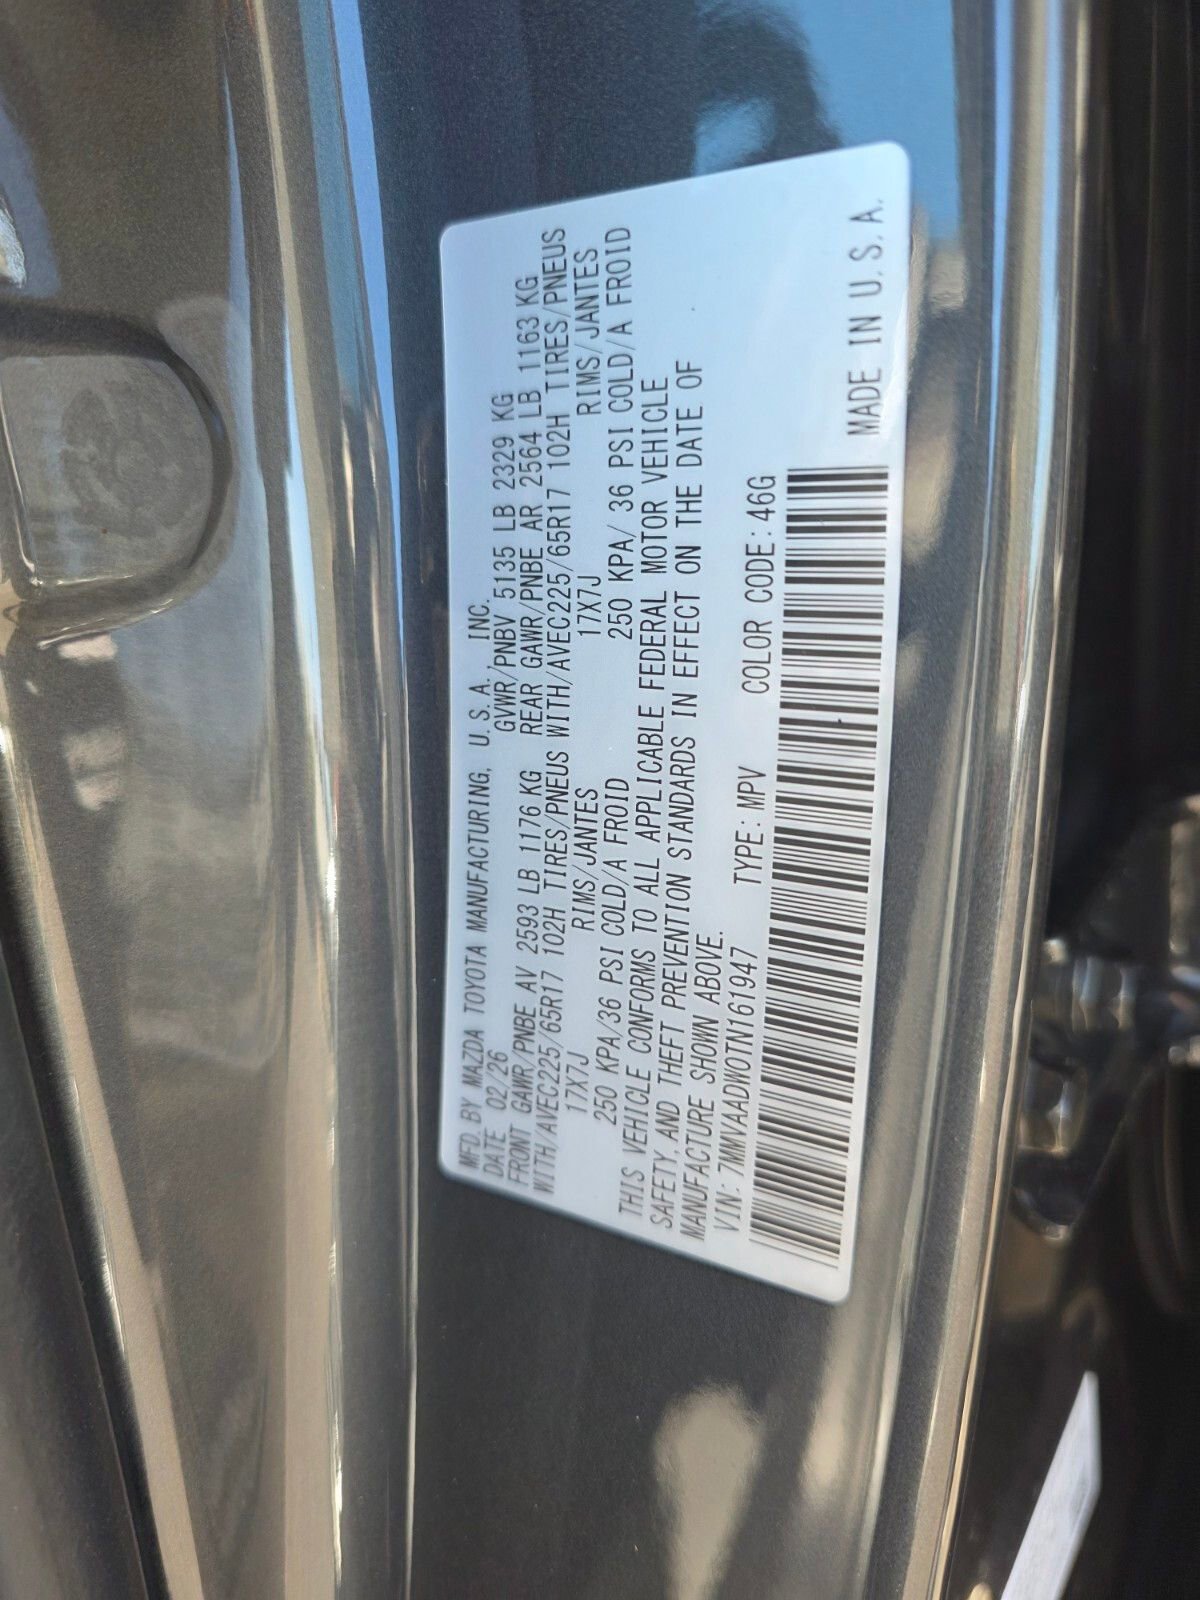 MFD. BY MAZDA TOYOTA MANUFACTURING, U.S.A., INC.
DATE 02/26 GVWR/PNBV 5135 LB 2329 KG
FRONT GAWR/PNBE AV 2593 LB 1176 KG REAR GAWR/PNBE AR 2564 LB 1163 KG
WITH/AVEC225/65R17 102H TIRES/PNEUS WITH/AVEC225/65R17 102H TIRES/PNEUS
17X7J RIMS/JANTES 17X7J RIMS/JANTES
250 KPA/36 PSI COLD/A FROID 250 KPA/ 36 PSI COLD/A FROID
THIS VEHICLE CONFORMS TO ALL APPLICABLE FEDERAL MOTOR VEHICLE
SAFETY, AND THEFT PREVENTION STANDARDS IN EFFECT ON THE DATE OF
MANUFACTURE SHOWN ABOVE.
VIN: 7MMVAADW0TN161947 TYPE: MPV COLOR CODE: 46G
MADE IN U.S.A.